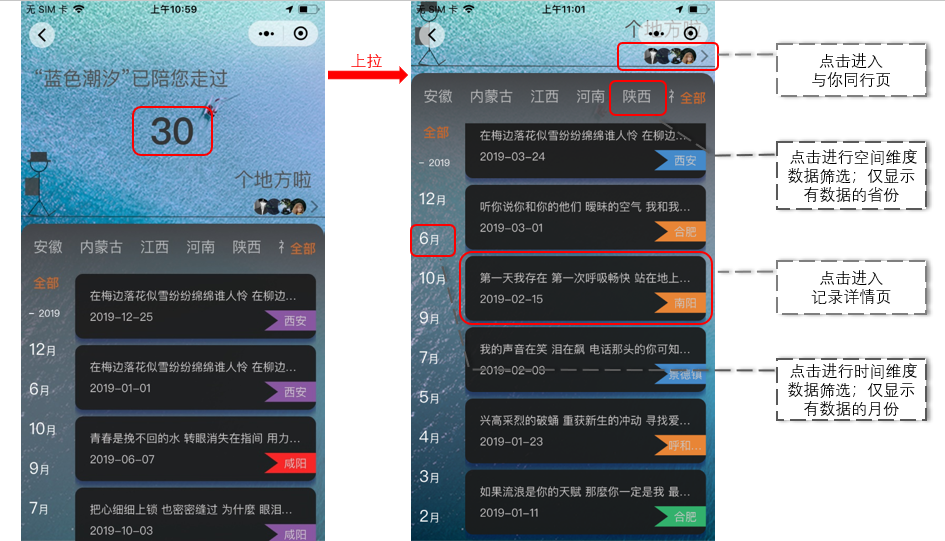 无 SIM 卡
上午10:59
“蓝色潮汐”已陪您走过
30
个地方啦
安徽 内蒙古 江西 河南 陕西 全部
全部
- 2019
12月
6月
10月
9月
7月
在梅边落花似雪纷纷绵绵谁人怜 在柳边...
2019-12-25
西安
在梅边落花似雪纷纷绵绵谁人怜 在柳边...
2019-01-01
西安
青春是挽不回的水 转眼消失在指间 用力...
2019-06-07
咸阳
把心细细上锁 也密密缝过 为什麼 眼泪...
2019-10-03
咸阳
上拉
无 SIM 卡
上午11:01
个地方啦
安徽 内蒙古 江西 河南 陕西 全部
全部
- 2019
12月
6月
10月
9月
7月
5月
4月
3月
2月
在梅边落花似雪纷纷绵绵谁人怜 在柳边...
2019-03-24
西安
听你说你和你的他们 暧昧的空气 我和我...
2019-03-01
合肥
第一天我存在 第一次呼吸畅快 站在地上...
2019-02-15
南阳
我的声音在笑 泪在飙 电话那头的你可知...
2019-02-03
景德镇
兴高采烈的破蛹 重获新生的冲动 寻找爱...
2019-01-23
呼和...
如果流浪是你的天赋 那麼你一定是我 最...
2019-01-11
合肥
点击进入
与你同行页
点击进行空间维度
数据筛选；仅显示
有数据的省份
点击进入
记录详情页
点击进行时间维度
数据筛选；仅显示
有数据的月份